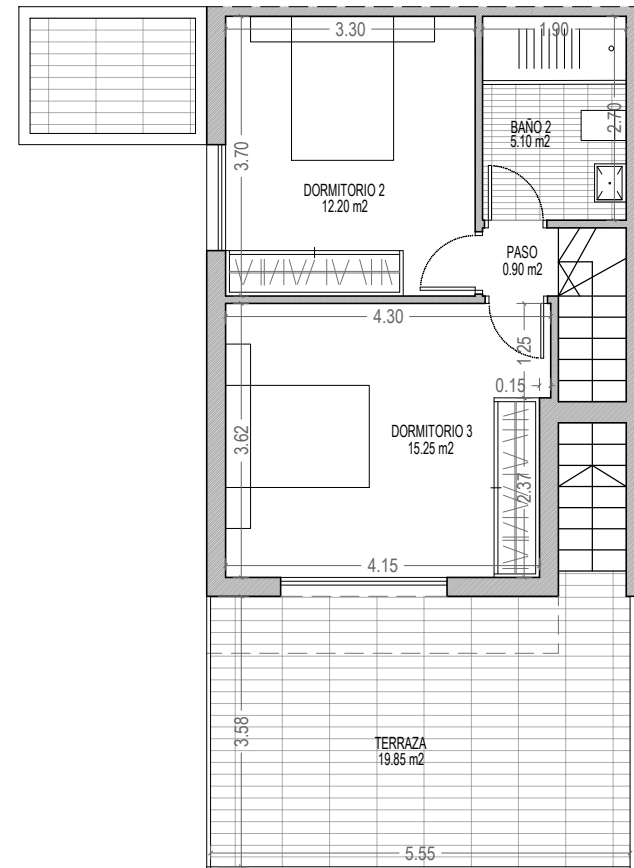 3.30
1.90
2.70
BAÑO 2
5.10 m2
3.70
DORMITORIO 2
12.20 m2
PASO
0.90 m2
4.30
1.25
0.15
3.62
DORMITORIO 3
15.25 m2
2.37
4.15
3.58
TERRAZA
19.85 m2
5.55